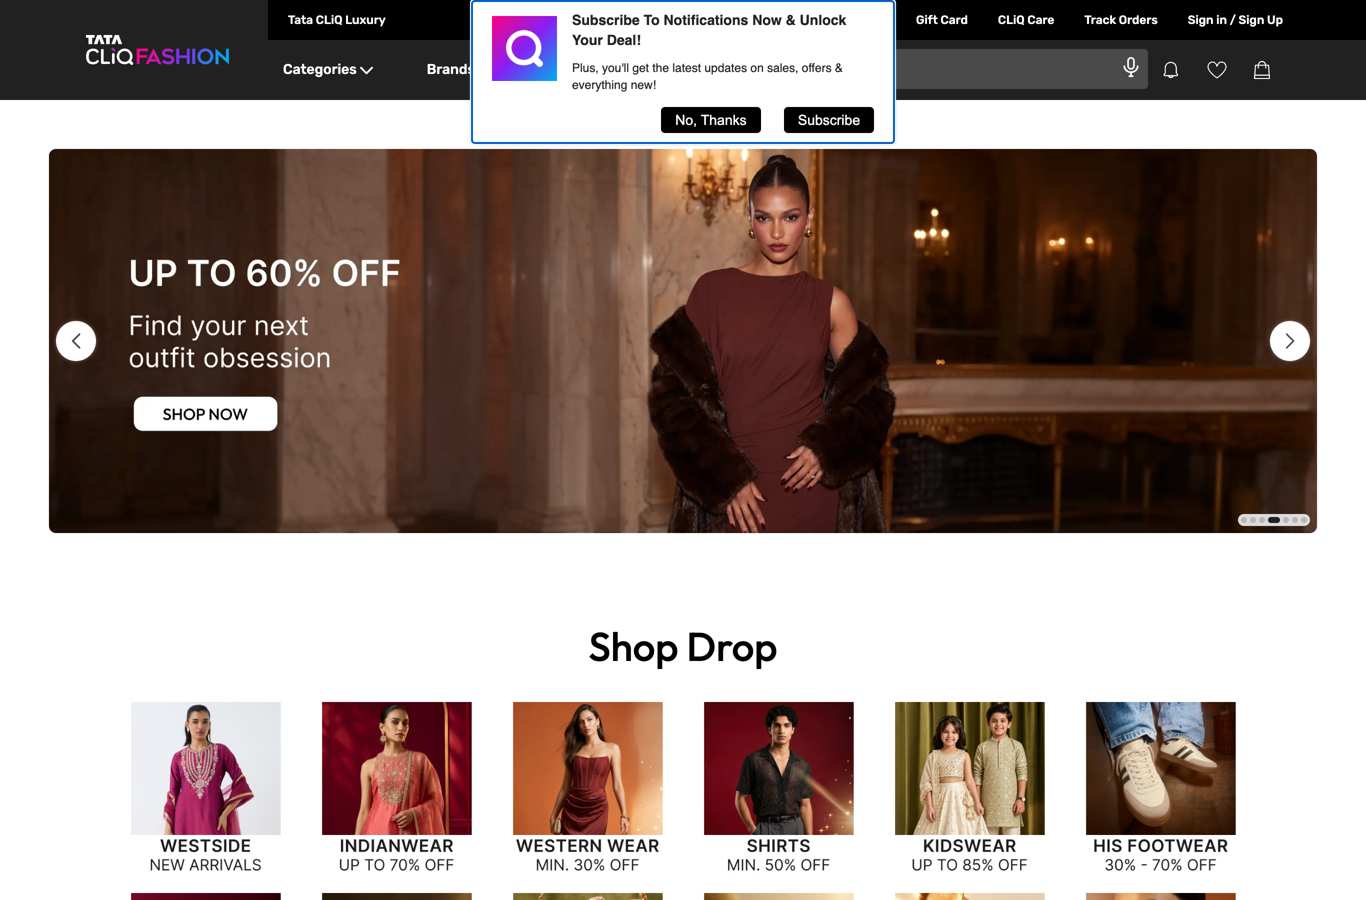 Tata CLiQ Luxury
Gift Card
CLiQ Care
Track Orders
Sign in / Sign Up
TATA
CLiQ FASHION
Categories
Brands
Subscribe To Notifications Now & Unlock
Your Deal!
Plus, you'll get the latest updates on sales, offers &
everything new!
No, Thanks
Subscribe
UP TO 60% OFF
Find your next
outfit obsession
SHOP NOW
Shop Drop
WESTSIDE
NEW ARRIVALS
INDIANWEAR
UP TO 70% OFF
WESTERN WEAR
MIN. 30% OFF
SHIRTS
MIN. 50% OFF
KIDSWEAR
UP TO 85% OFF
HIS FOOTWEAR
30% - 70% OFF